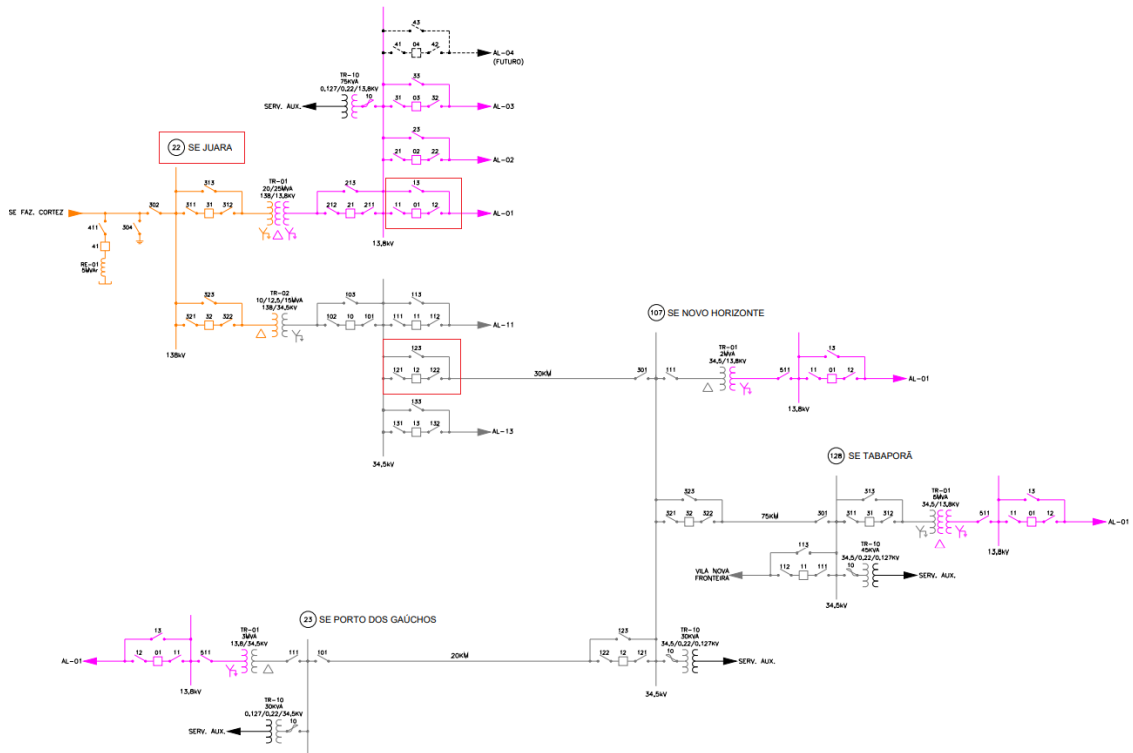 43
41 04 42
AL-04
(FUTURO)
TR-10
75KVA
0,127/0,22/13,8KV
10
SERV. AUX.
33
31 03 32
AL-03
23
21 02 22
AL-02
22 SE JUARA
313
311 31 312
TR-01
20/25MVA
138/13,8KV
213
212 21 211
13
11 01 12
AL-01
13,8kV
SE FAZ. CORTEZ
302
411
304
41
RE-01
5MVAr
323
321 32 322
138kV
TR-02
10/12,5/15MVA
138/34,5KV
103
102 10 101
113
111 11 112
AL-11
123
121 12 122
30KM
133
131 13 132
AL-13
34,5kV
107 SE NOVO HORIZONTE
301
111
TR-01
2MVA
34,5/13,8KV
511
13
11 01 12
AL-01
13,8kV
128 SE TABAPORÃ
323
321 32 322
75KM
301
313
311 31 312
TR-01
5MVA
34,5/13,8KV
511
13
11 01 12
AL-01
13,8kV
113
112 11 111
VILA NOVA
FRONTEIRA
TR-10
45KVA
34,5/0,22/0,127KV
10
SERV. AUX.
34,5kV
23 SE PORTO DOS GAÚCHOS
13
12 01 11
AL-01
511
TR-01
3MVA
13,8/34,5KV
111
101
20KM
123
122 12 121
TR-10
30KVA
34,5/0,22/0,127KV
10
SERV. AUX.
34,5kV
13,8kV
TR-10
30KVA
0,127/0,22/34,5KV
10
SERV. AUX.